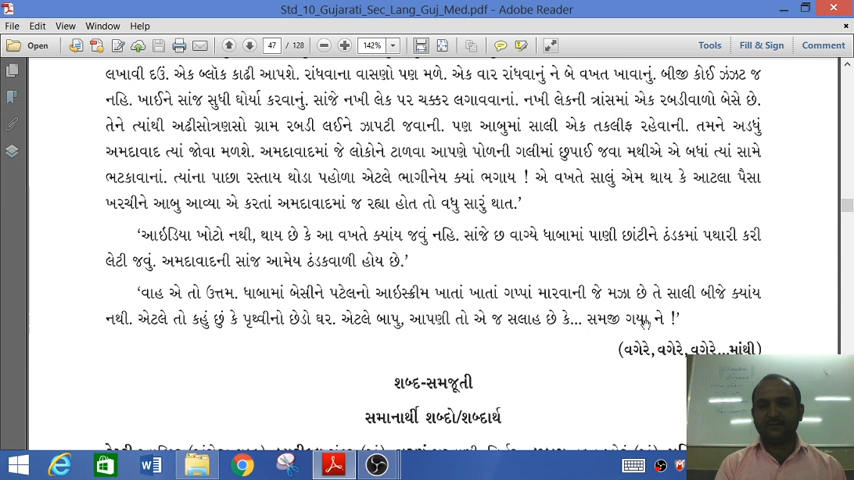 Std_10_Gujarati_Sec_Lang_Guj_Med.pdf - Adobe Reader
File Edit View Window Help
Open 47 / 128 142% Tools Fill & Sign Comment
લખાવી દઉં. એક બ્લૉક કાઢી આપશે. રાંધવાના વાસણો પણ મળે. એક વાર રાંધવાનું ને બે વખત ખાવાનું. બીજી કોઈ ઝંઝટ જ
નહિ. ખાઈને સાંજ સુધી ઘોર્યા કરવાનું. સાંજે નખી લેક પર ચક્કર લગાવવાનાં. નખી લેકની ત્રાંસમાં એક રબડીવાળો બેસે છે.
તેને ત્યાંથી અઢીસોત્રણસો ગ્રામ રબડી લઈને ઝાપટી જવાની. પણ આબુમાં સાલી એક તકલીફ રહેવાની. તમને અડધું
અમદાવાદ ત્યાં જોવા મળશે. અમદાવાદમાં જે લોકોને ટાળવા આપણે પોળની ગલીમાં છુપાઈ જવા મથીએ એ બધાં ત્યાં સામે
ભટકાવાનાં. ત્યાંના પાછા રસ્તાય થોડા પહોળા એટલે ભાગીનેય ક્યાં ભગાય ! એ વખતે સાલું એમ થાય કે આટલા પૈસા
ખરચીને આબુ આવ્યા એ કરતાં અમદાવાદમાં જ રહ્યા હોત તો વધુ સારું થાત.’
‘આઇડિયા ખોટો નથી, થાય છે કે આ વખતે ક્યાંય જવું નહિ. સાંજે છ વાગ્યે ધાબામાં પાણી છાંટીને ઠંડકમાં પથારી કરી
લેટી જવું. અમદાવાદની સાંજ આમેય ઠંડકવાળી હોય છે.’
‘વાહ એ તો ઉત્તમ. ધાબામાં બેસીને પટેલનો આઇસ્ક્રીમ ખાતાં ખાતાં ગપ્પાં મારવાની જે મઝા છે તે સાલી બીજે ક્યાંય
નથી. એટલે તો કહું છું કે પૃથ્વીનો છેડો ઘર. એટલે બાપુ, આપણી તો એ જ સલાહ છે કે... સમજી ગયા ને !’
(વગેરે, વગેરે, વગેરે...માંથી)
શબ્દ-સમજૂતી
સમાનાર્થી શબ્દો/શબ્દાર્થ